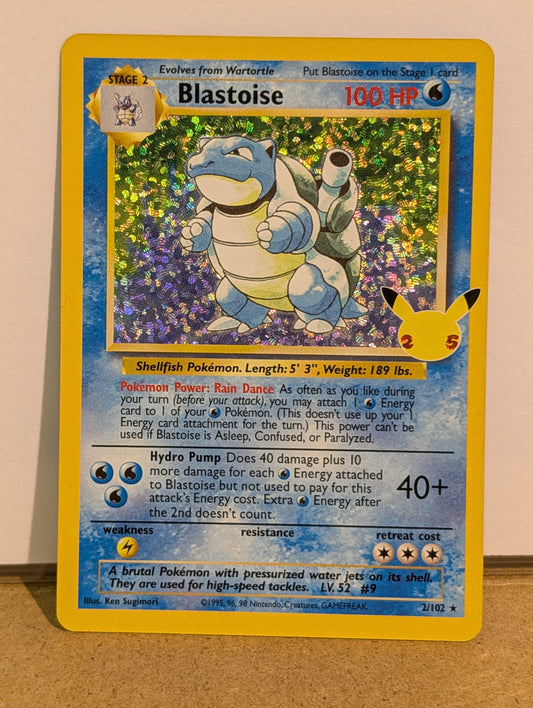 Evolves from Wartortle Put Blastoise on the Stage 1 card
STAGE 2
Blastoise 100 HP
2 5
Shellfish Pokémon. Length: 5' 3", Weight: 189 lbs.
Pokémon Power: Rain Dance As often as you like during
your turn (before your attack), you may attach 1 Energy
card to 1 of your Pokémon. (This doesn't use up your 1
Energy card attachment for the turn.) This power can't be
used if Blastoise is Asleep, Confused, or Paralyzed.
Hydro Pump Does 40 damage plus 10
more damage for each Energy attached
to Blastoise but not used to pay for this
attack's Energy cost. Extra Energy after
the 2nd doesn't count.
40+
weakness resistance retreat cost
A brutal Pokémon with pressurized water jets on its shell.
They are used for high-speed tackles. LV. 52 #9
Illus. Ken Sugimori ©1995, 96, 98 Nintendo, Creatures, GAMEFREAK. 2/102 ★